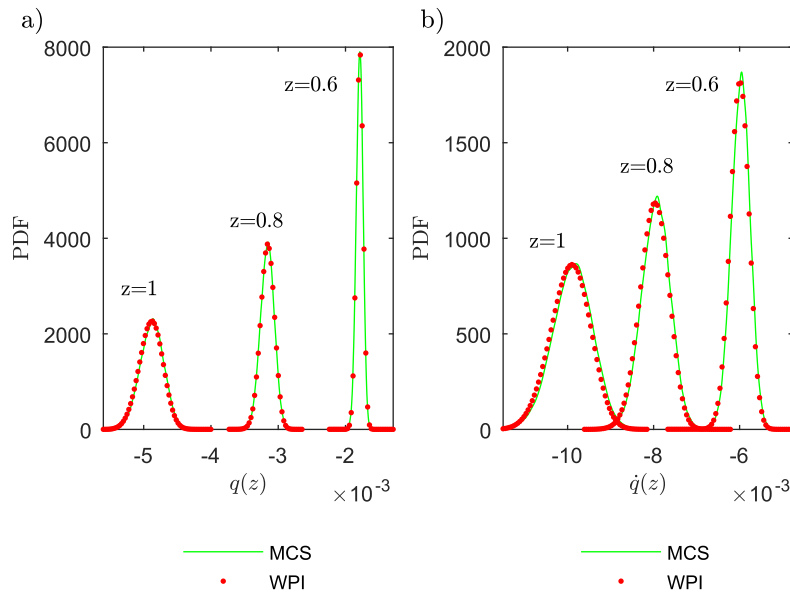 a)
8000
6000
4000
2000
0
PDF
z=0.6
z=0.8
z=1
-5
-4
-3
-2
q(z)
×10⁻³
MCS
WPI
b)
2000
1500
1000
500
0
PDF
z=0.6
z=0.8
z=1
-10
-8
-6
q̇(z)
×10⁻³
MCS
WPI